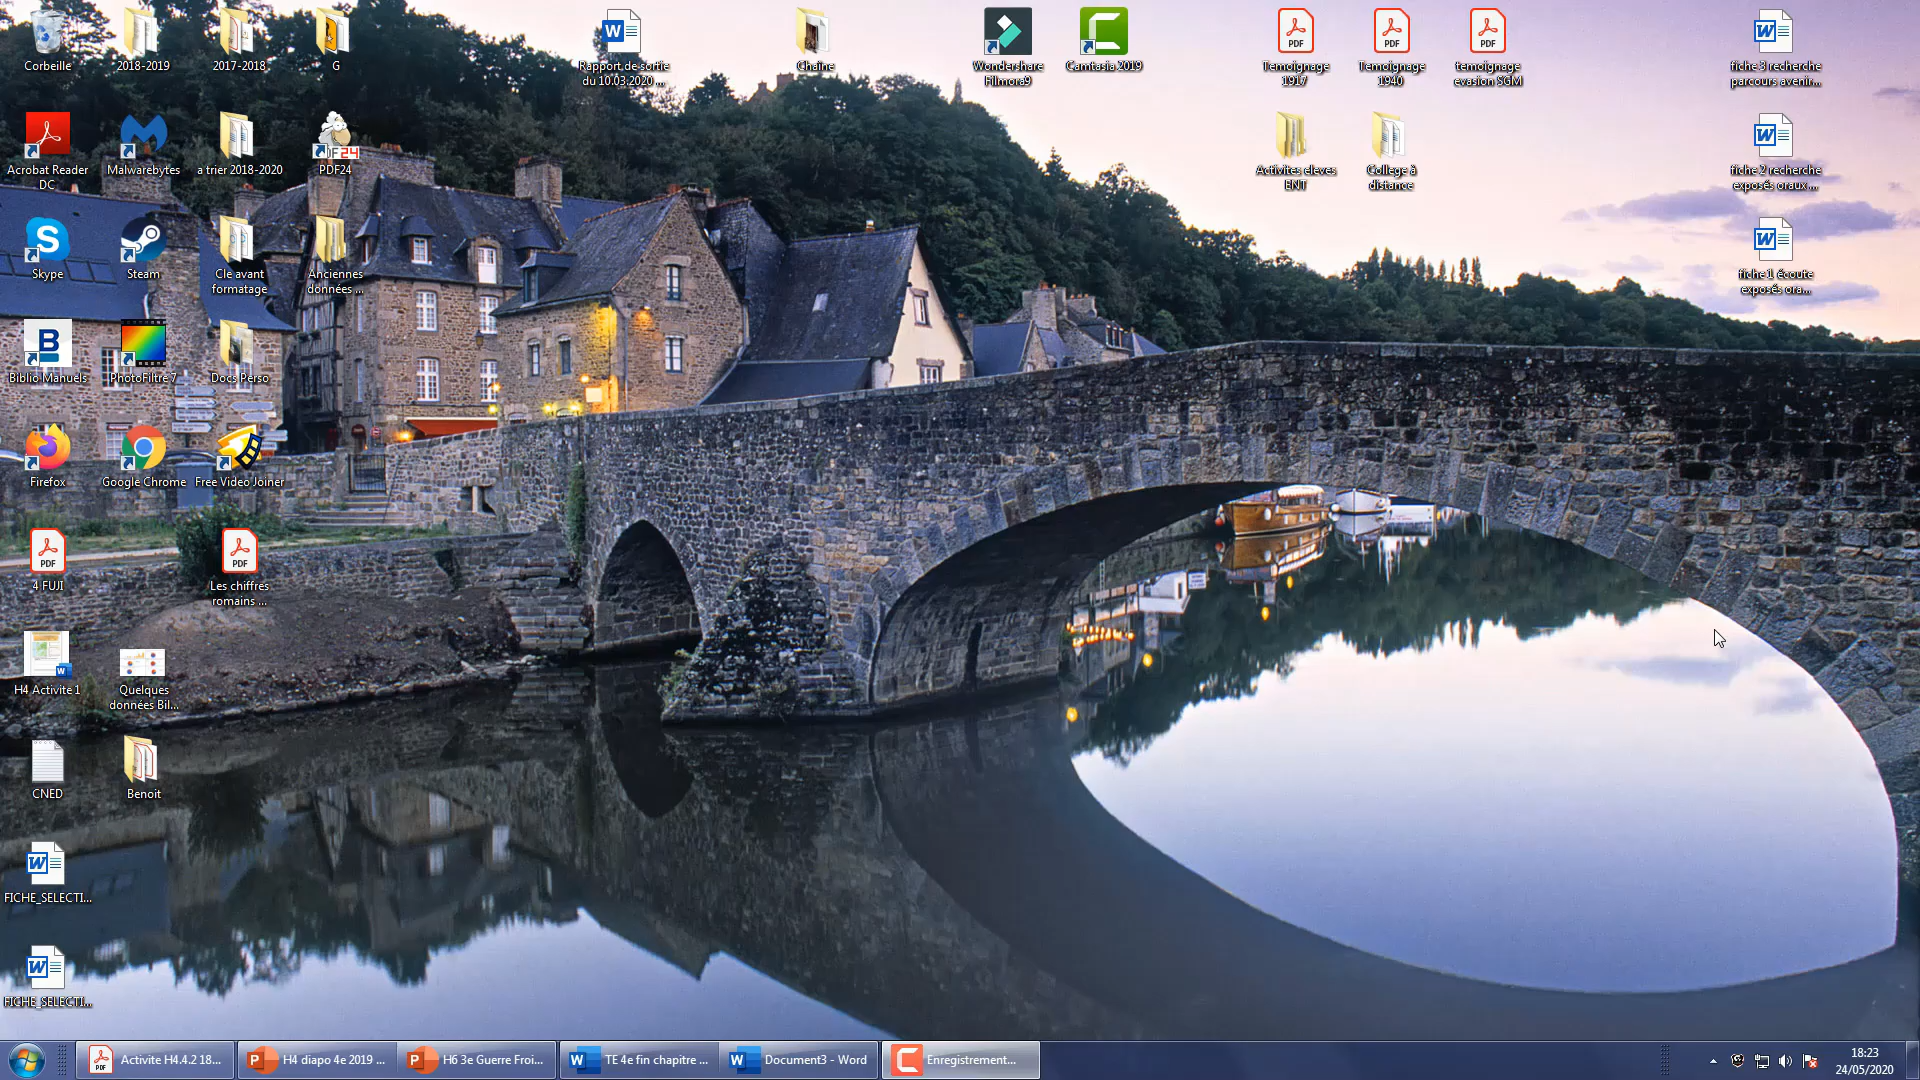 Corbeille
2018-2019
2017-2018
G
Rapport de sortie
du 10.03.2020 ...
Chaîne
Wondershare
Filmora9
Camtasia 2019
PDF
Temoignage
1917
PDF
Temoignage
1940
PDF
temoignage
evasion SGM
fiche 3 recherche
parcours avenir...
Acrobat Reader
DC
Malwarebytes
a trier 2018-2020
PDF24
Activites eleves
ENT
College à
distance
fiche 2 recherche
exposés oraux ...
Skype
Steam
Cle avant
formatage
Anciennes
données ...
fiche 1 écoute
exposés ora...
Biblio Manuels
PhotoFiltre 7
Docs Perso
Firefox
Google Chrome
Free Video Joiner
PDF
4 FUJI
PDF
Les chiffres
romains ...
H4 Activite 1
Quelques
données Bil...
CNED
Benoit
FICHE_SELECTI...
FICHE_SELECTI...
Activite H4.4.2 18...
H4 diapo 4e 2019 ...
H6 3e Guerre Froi...
TE 4e fin chapitre ...
Document3 - Word
Enregistrement...
18:23
24/05/2020